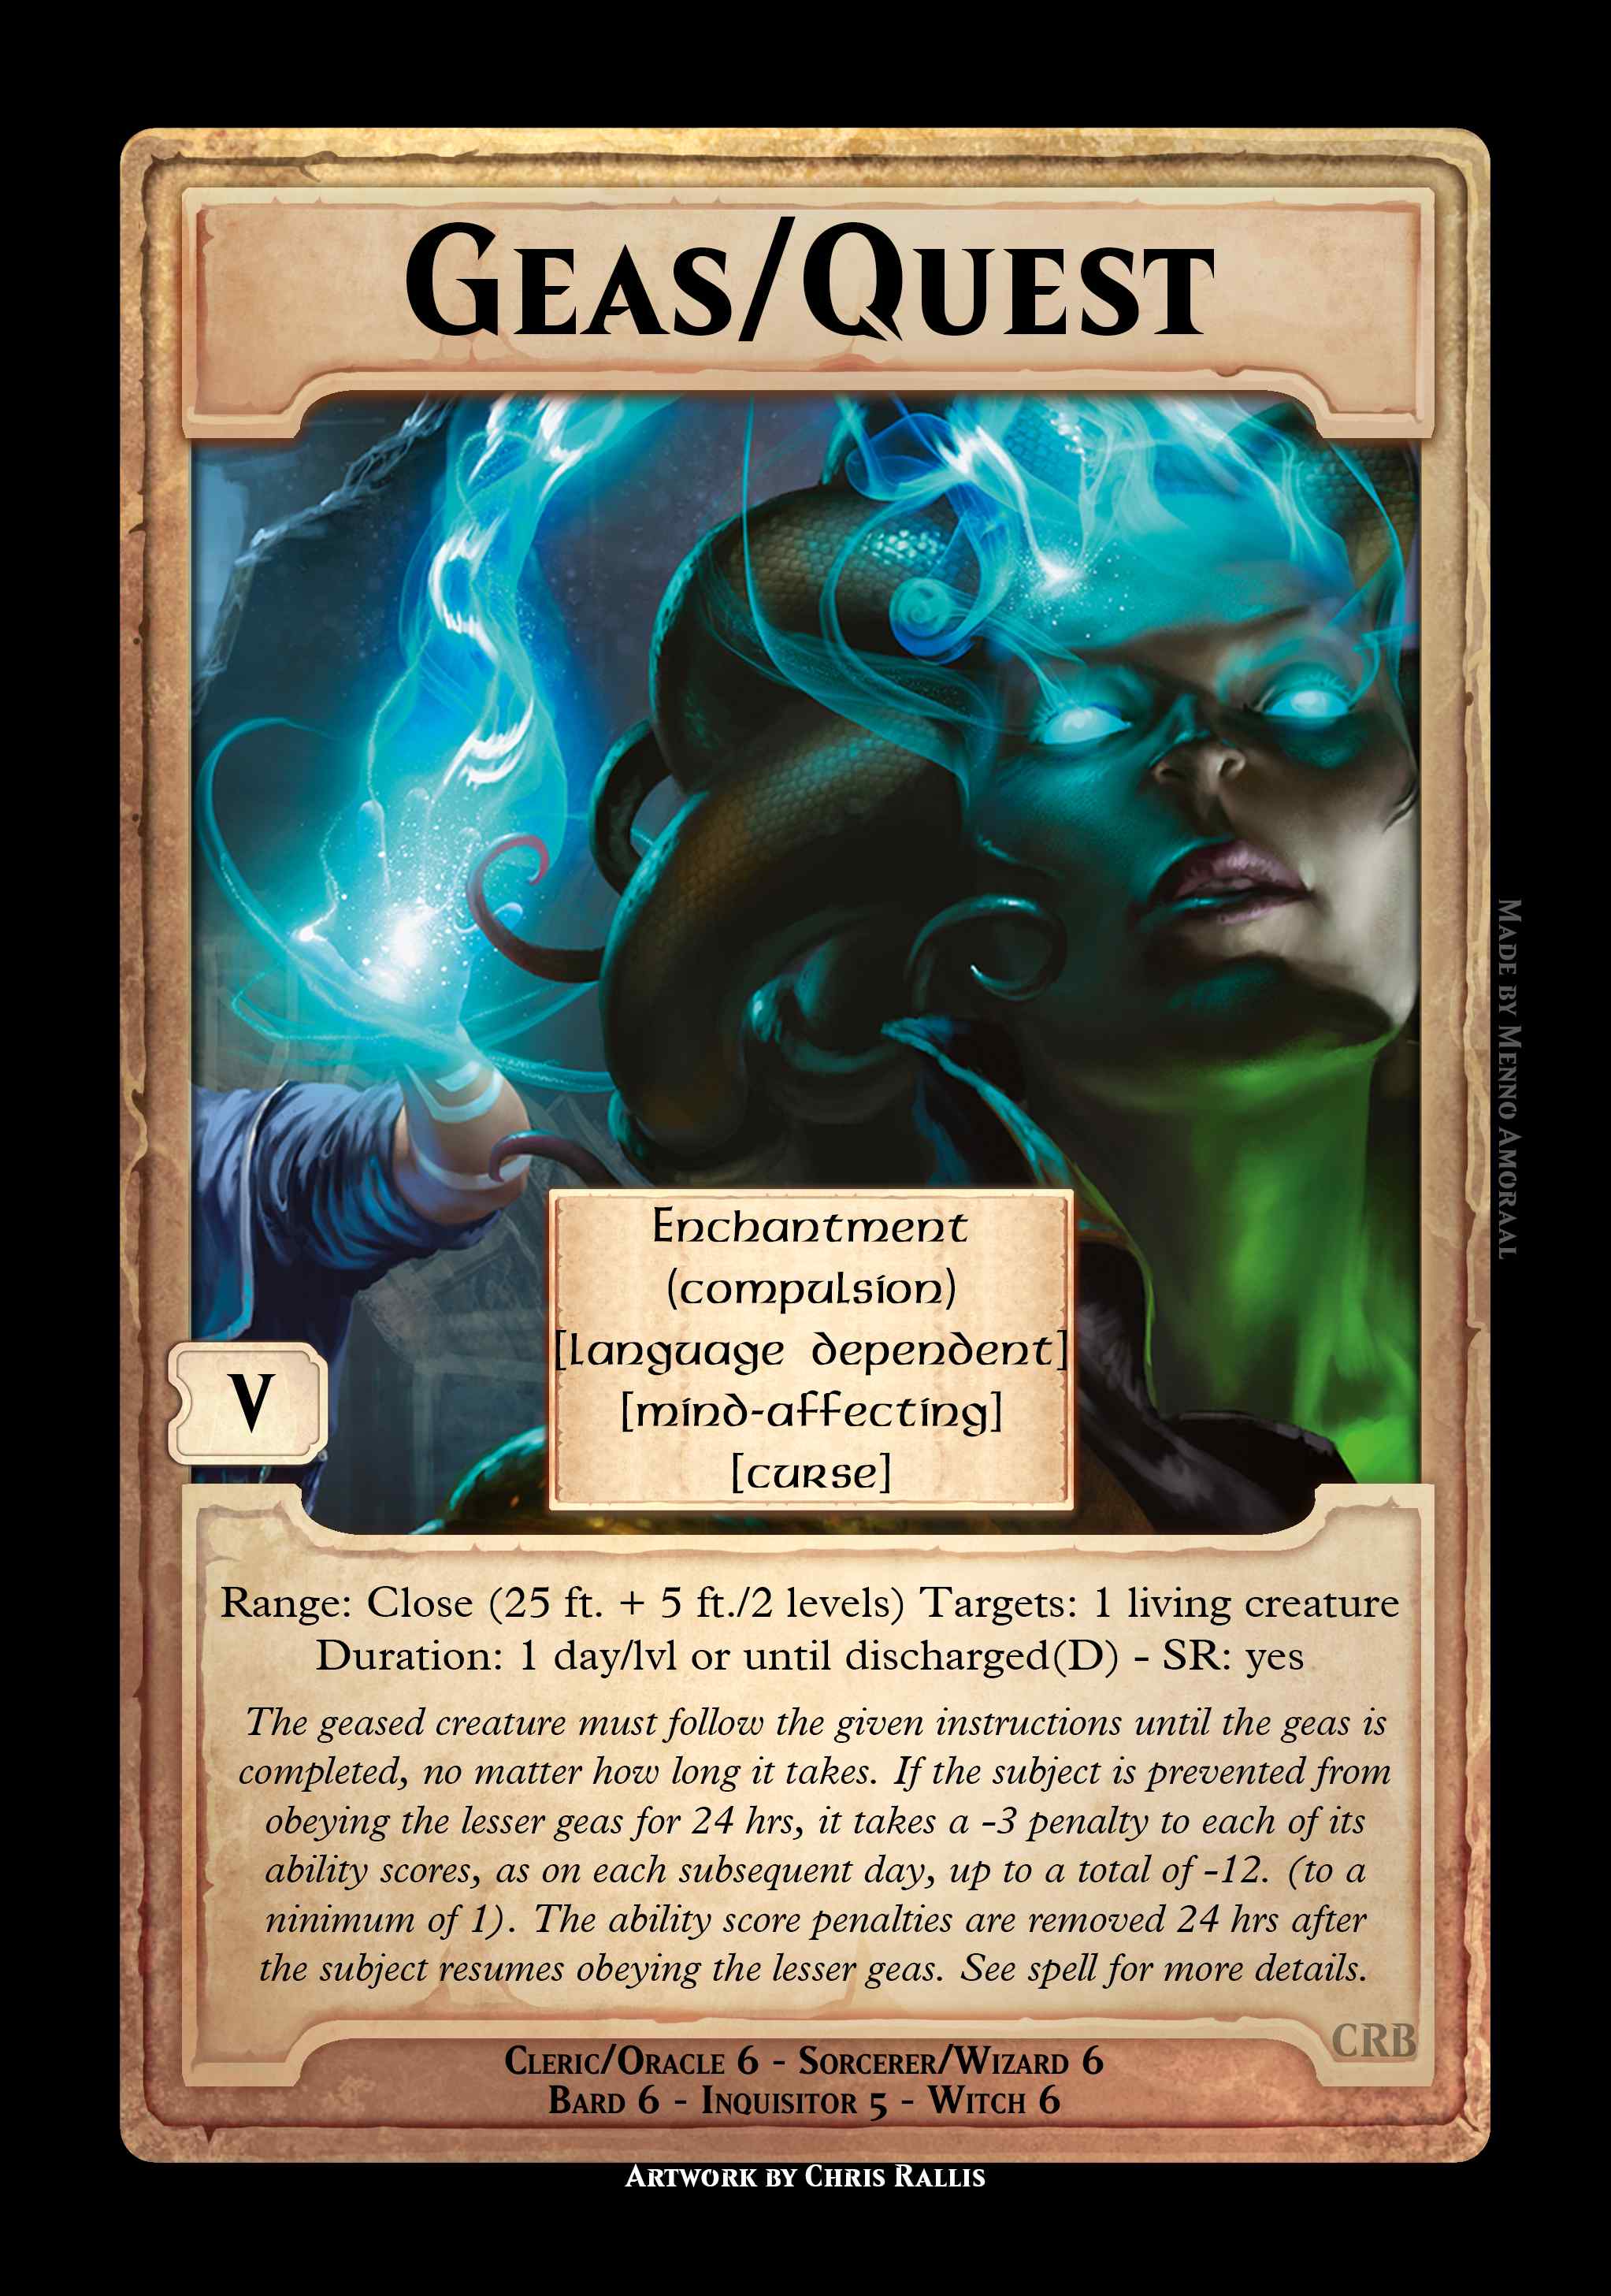 Geas/Quest
Enchantment
(compulsion)
[language dependent]
[mind-affecting]
[curse]
V
Range: Close (25 ft. + 5 ft./2 levels) Targets: 1 living creature
Duration: 1 day/lvl or until discharged(D) - SR: yes
The geased creature must follow the given instructions until the geas is
completed, no matter how long it takes. If the subject is prevented from
obeying the lesser geas for 24 hrs, it takes a -3 penalty to each of its
ability scores, as on each subsequent day, up to a total of -12. (to a
ninimum of 1). The ability score penalties are removed 24 hrs after
the subject resumes obeying the lesser geas. See spell for more details.
CRB
Cleric/Oracle 6 - Sorcerer/Wizard 6
Bard 6 - Inquisitor 5 - Witch 6
Artwork by Chris Rallis
Made by Menno Amoraal